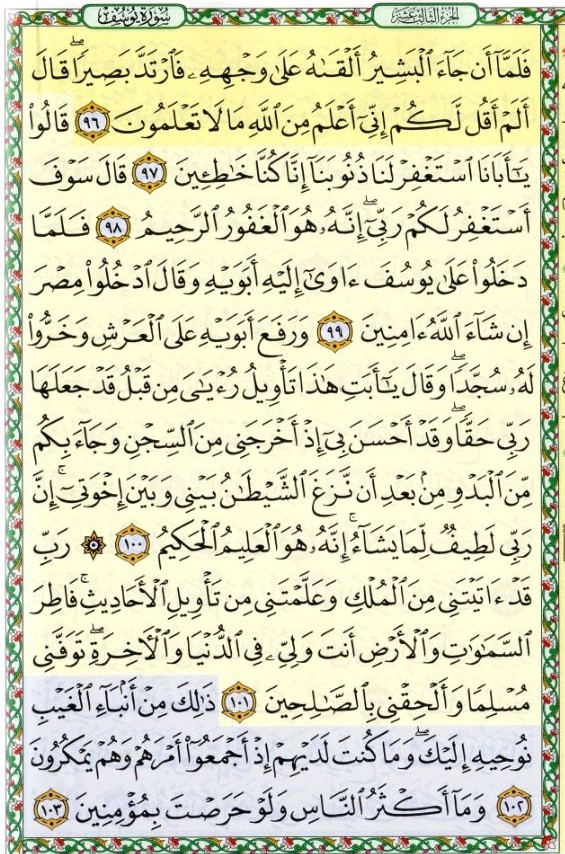 سُورَةُ يُوسُف
الجزء الثالث عشر
فَلَمَّآ أَن جَآءَ ٱلْبَشِيرُ أَلْقَىٰهُ عَلَىٰ وَجْهِهِۦ فَٱرْتَدَّ بَصِيرًاۖ قَالَ
أَلَمْ أَقُل لَّكُمْ إِنِّىٓ أَعْلَمُ مِنَ ٱللَّهِ مَا لَا تَعْلَمُونَ ٩٦ قَالُوا۟
يَٰٓأَبَانَا ٱسْتَغْفِرْ لَنَا ذُنُوبَنَآ إِنَّا كُنَّا خَٰطِـِٔينَ ٩٧ قَالَ سَوْفَ
أَسْتَغْفِرُ لَكُمْ رَبِّىٓۖ إِنَّهُۥ هُوَ ٱلْغَفُورُ ٱلرَّحِيمُ ٩٨ فَلَمَّا
دَخَلُوا۟ عَلَىٰ يُوسُفَ ءَاوَىٰٓ إِلَيْهِ أَبَوَيْهِ وَقَالَ ٱدْخُلُوا۟ مِصْرَ
إِن شَآءَ ٱللَّهُ ءَامِنِينَ ٩٩ وَرَفَعَ أَبَوَيْهِ عَلَى ٱلْعَرْشِ وَخَرُّوا۟
لَهُۥ سُجَّدًاۖ وَقَالَ يَٰٓأَبَتِ هَٰذَا تَأْوِيلُ رُءْيَٰىَ مِن قَبْلُ قَدْ جَعَلَهَا
رَبِّى حَقًّاۖ وَقَدْ أَحْسَنَ بِىٓ إِذْ أَخْرَجَنِى مِنَ ٱلسِّجْنِ وَجَآءَ بِكُم
مِّنَ ٱلْبَدْوِ مِنۢ بَعْدِ أَن نَّزَغَ ٱلشَّيْطَٰنُ بَيْنِى وَبَيْنَ إِخْوَتِىٓۚ إِنَّ
رَبِّى لَطِيفٌ لِّمَا يَشَآءُۚ إِنَّهُۥ هُوَ ٱلْعَلِيمُ ٱلْحَكِيمُ ١٠٠ ۞ رَبِّ
قَدْ ءَاتَيْتَنِى مِنَ ٱلْمُلْكِ وَعَلَّمْتَنِى مِن تَأْوِيلِ ٱلْأَحَادِيثِۚ فَاطِرَ
ٱلسَّمَٰوَٰتِ وَٱلْأَرْضِ أَنتَ وَلِىِّۦ فِى ٱلدُّنْيَا وَٱلْءَاخِرَةِۖ تَوَفَّنِى
مُسْلِمًا وَأَلْحِقْنِى بِٱلصَّٰلِحِينَ ١٠١ ذَٰلِكَ مِنْ أَنۢبَآءِ ٱلْغَيْبِ
نُوحِيهِ إِلَيْكَۖ وَمَا كُنتَ لَدَيْهِمْ إِذْ أَجْمَعُوٓا۟ أَمْرَهُمْ وَهُمْ يَمْكُرُونَ
١٠٢ وَمَآ أَكْثَرُ ٱلنَّاسِ وَلَوْ حَرَصْتَ بِمُؤْمِنِينَ ١٠٣